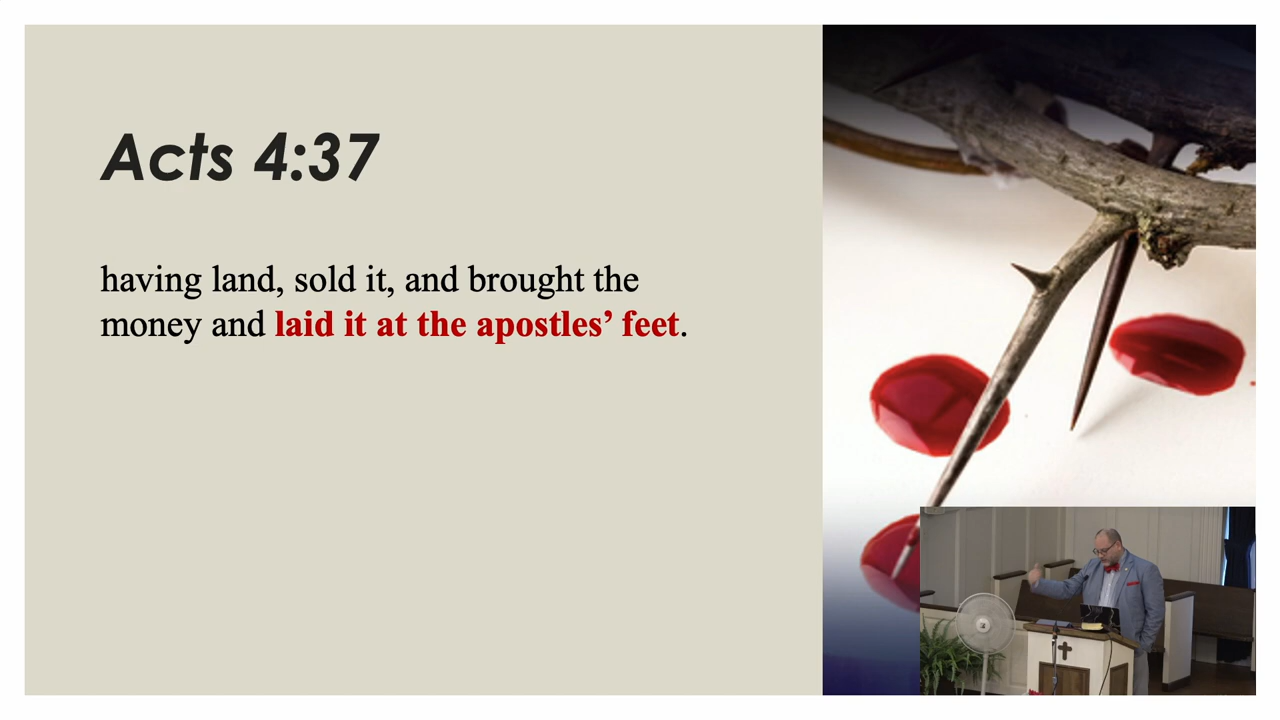 Acts 4:37
having land, sold it, and brought the
money and laid it at the apostles’ feet.